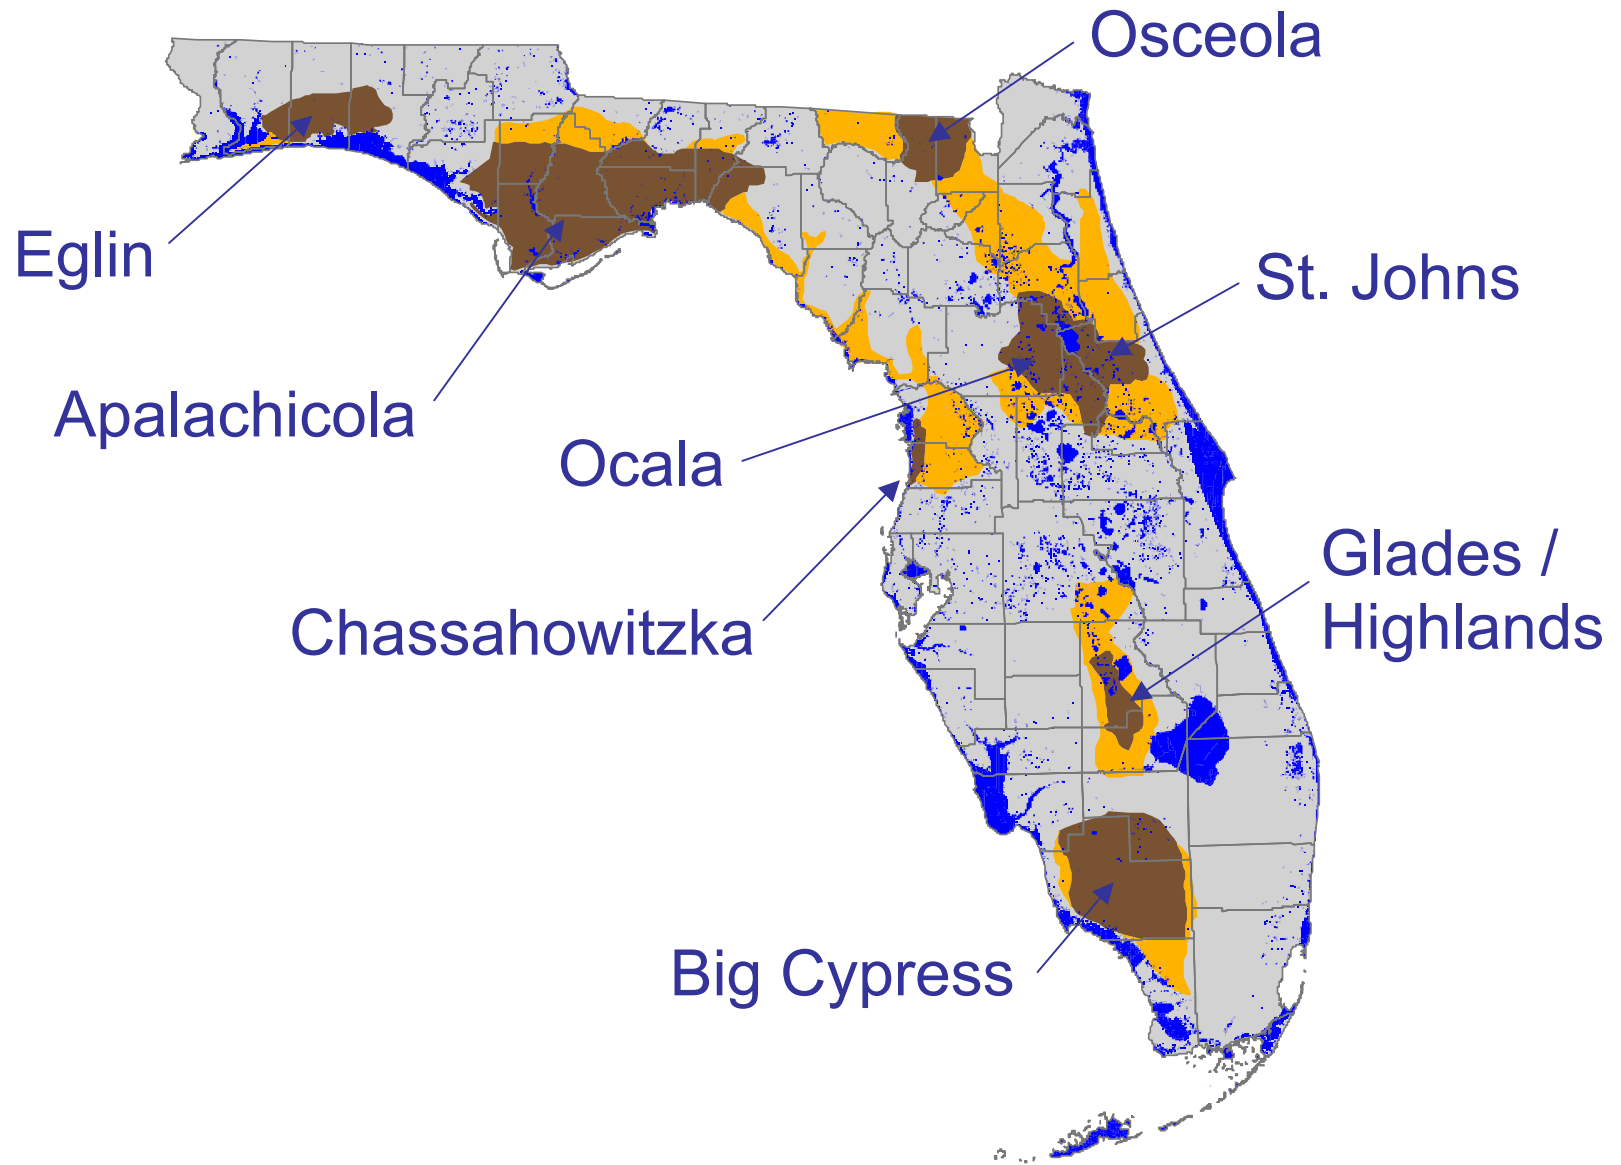 Osceola
Eglin
St. Johns
Apalachicola
Ocala
Glades /
Highlands
Chassahowitzka
Big Cypress